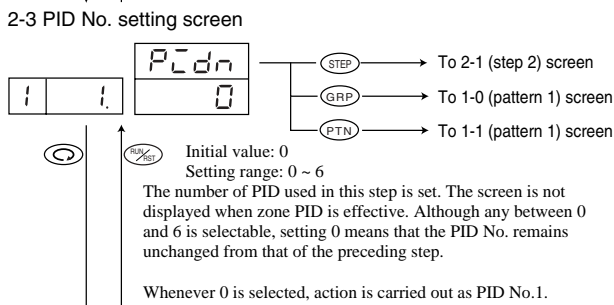 2-3 PID No. setting screen
Pidn
STEP To 2-1 (step 2) screen
1 1. 0 GRP To 1-0 (pattern 1) screen
PTN To 1-1 (pattern 1) screen
RUN/RST Initial value: 0
Setting range: 0 ~ 6
The number of PID used in this step is set. The screen is not
displayed when zone PID is effective. Although any between 0
and 6 is selectable, setting 0 means that the PID No. remains
unchanged from that of the preceding step.
Whenever 0 is selected, action is carried out as PID No.1.